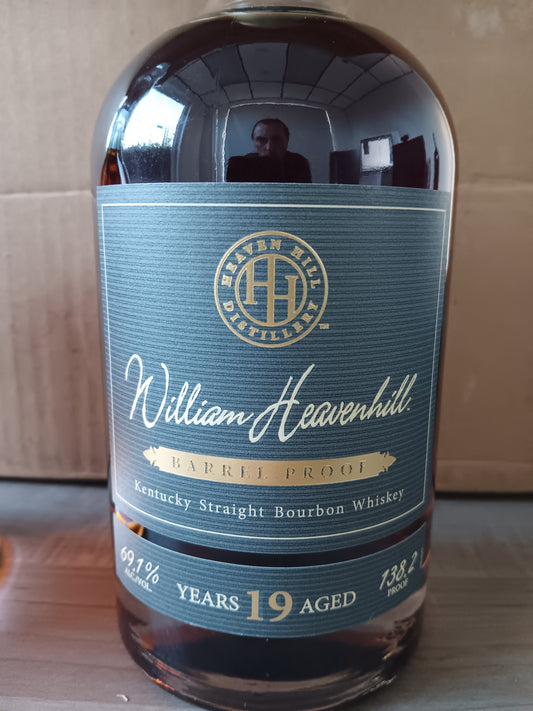 HEAVEN HILL
DISTILLERY
HH
William Heavenhill.
BARREL PROOF
Kentucky Straight Bourbon Whiskey
69.1%
ALC./VOL.
YEARS 19 AGED
138.2
PROOF